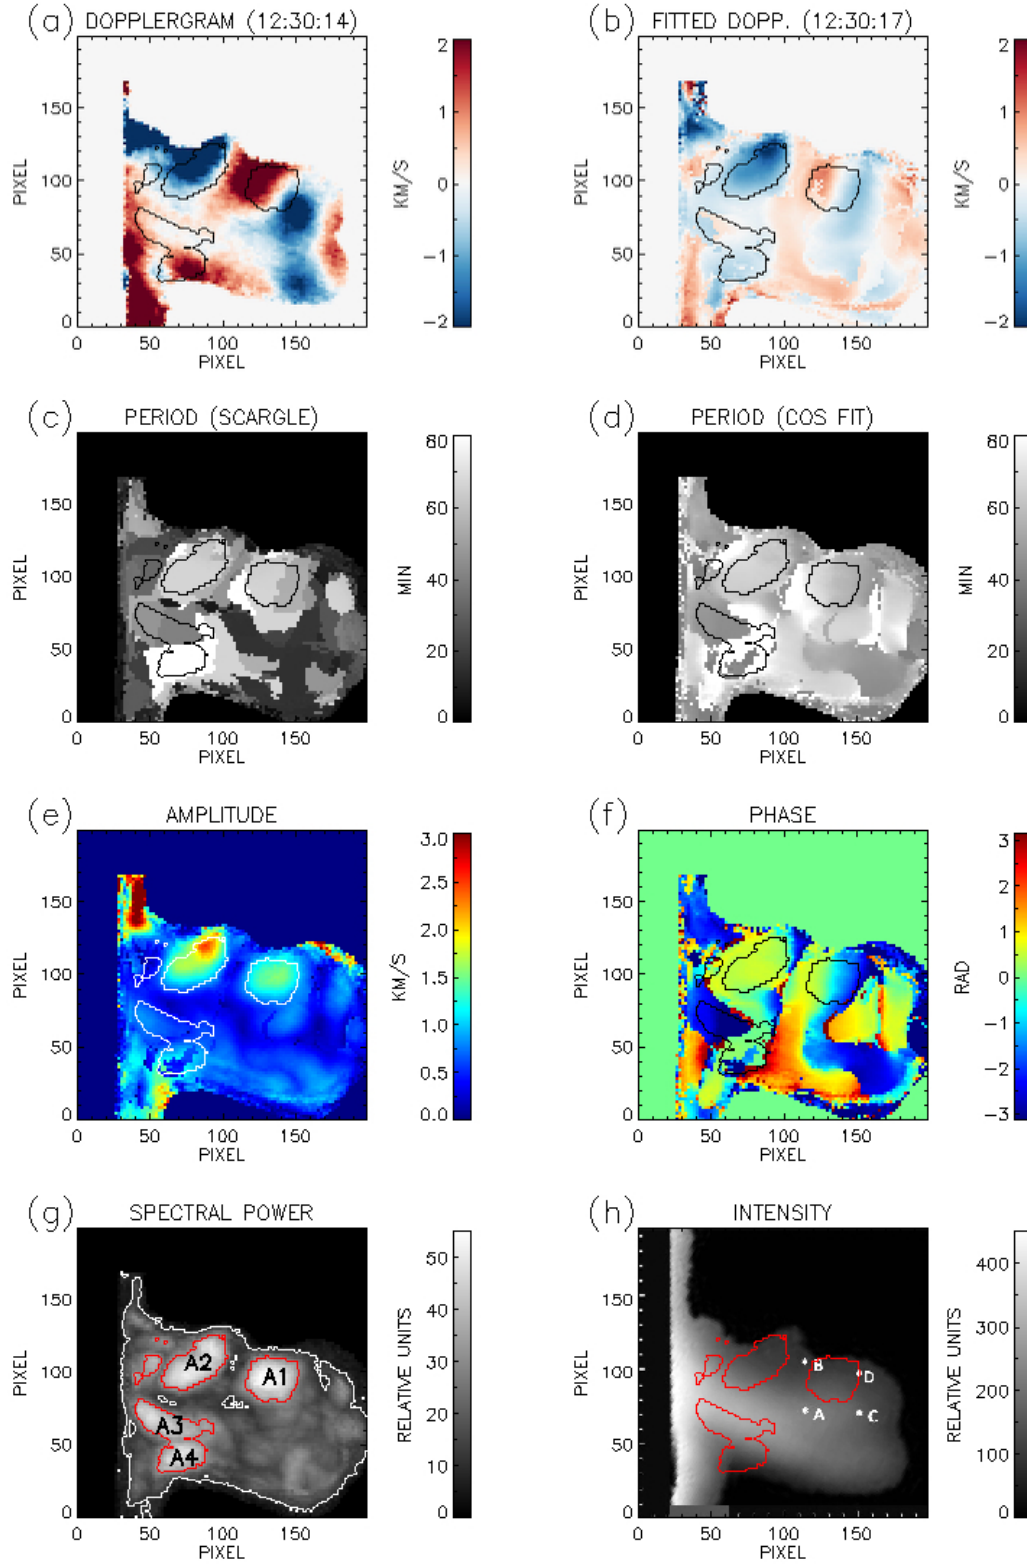 (a) DOPPLERGRAM (12:30:14)
(b) FITTED DOPP. (12:30:17)
2
1
0
-1
-2
KM/S
PIXEL
150
100
50
0
0 50 100 150
PIXEL
2
1
0
-1
-2
KM/S
PIXEL
150
100
50
0
0 50 100 150
PIXEL
(c) PERIOD (SCARGLE)
(d) PERIOD (COS FIT)
80
60
40
20
0
MIN
PIXEL
150
100
50
0
0 50 100 150
PIXEL
80
60
40
20
0
MIN
PIXEL
150
100
50
0
0 50 100 150
PIXEL
(e) AMPLITUDE
(f) PHASE
3.0
2.5
2.0
1.5
1.0
0.5
0.0
KM/S
PIXEL
150
100
50
0
0 50 100 150
PIXEL
3
2
1
0
-1
-2
-3
RAD
PIXEL
150
100
50
0
0 50 100 150
PIXEL
(g) SPECTRAL POWER
(h) INTENSITY
50
40
30
20
10
0
RELATIVE UNITS
PIXEL
150
100
50
0
A2 A1
A3
A4
0 50 100 150
PIXEL
400
300
200
100
0
RELATIVE UNITS
PIXEL
150
100
50
0
B
D
A C
0 50 100 150
PIXEL